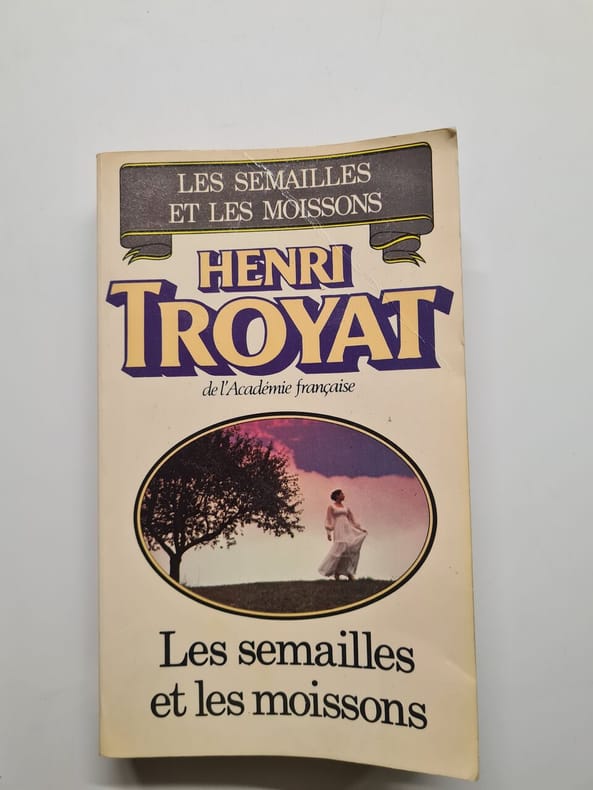 LES SEMAILLES
ET LES MOISSONS
HENRI
TROYAT
de l'Académie française
Les semailles
et les moissons